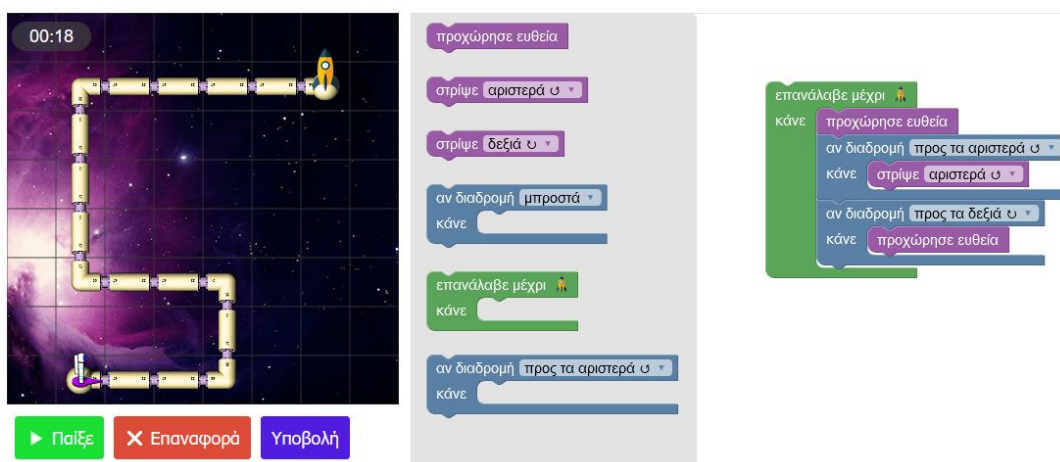 00:18
▶ Παίξε
✕ Επαναφορά
Υποβολή
προχώρησε ευθεία
στρίψε αριστερά ↺ ▾
στρίψε δεξιά ↻ ▾
αν διαδρομή μπροστά ▾
κάνε
επανάλαβε μέχρι
κάνε
αν διαδρομή προς τα αριστερά ↺ ▾
κάνε
επανάλαβε μέχρι
κάνε προχώρησε ευθεία
αν διαδρομή προς τα αριστερά ↺ ▾
κάνε στρίψε αριστερά ↺ ▾
αν διαδρομή προς τα δεξιά ↻ ▾
κάνε προχώρησε ευθεία